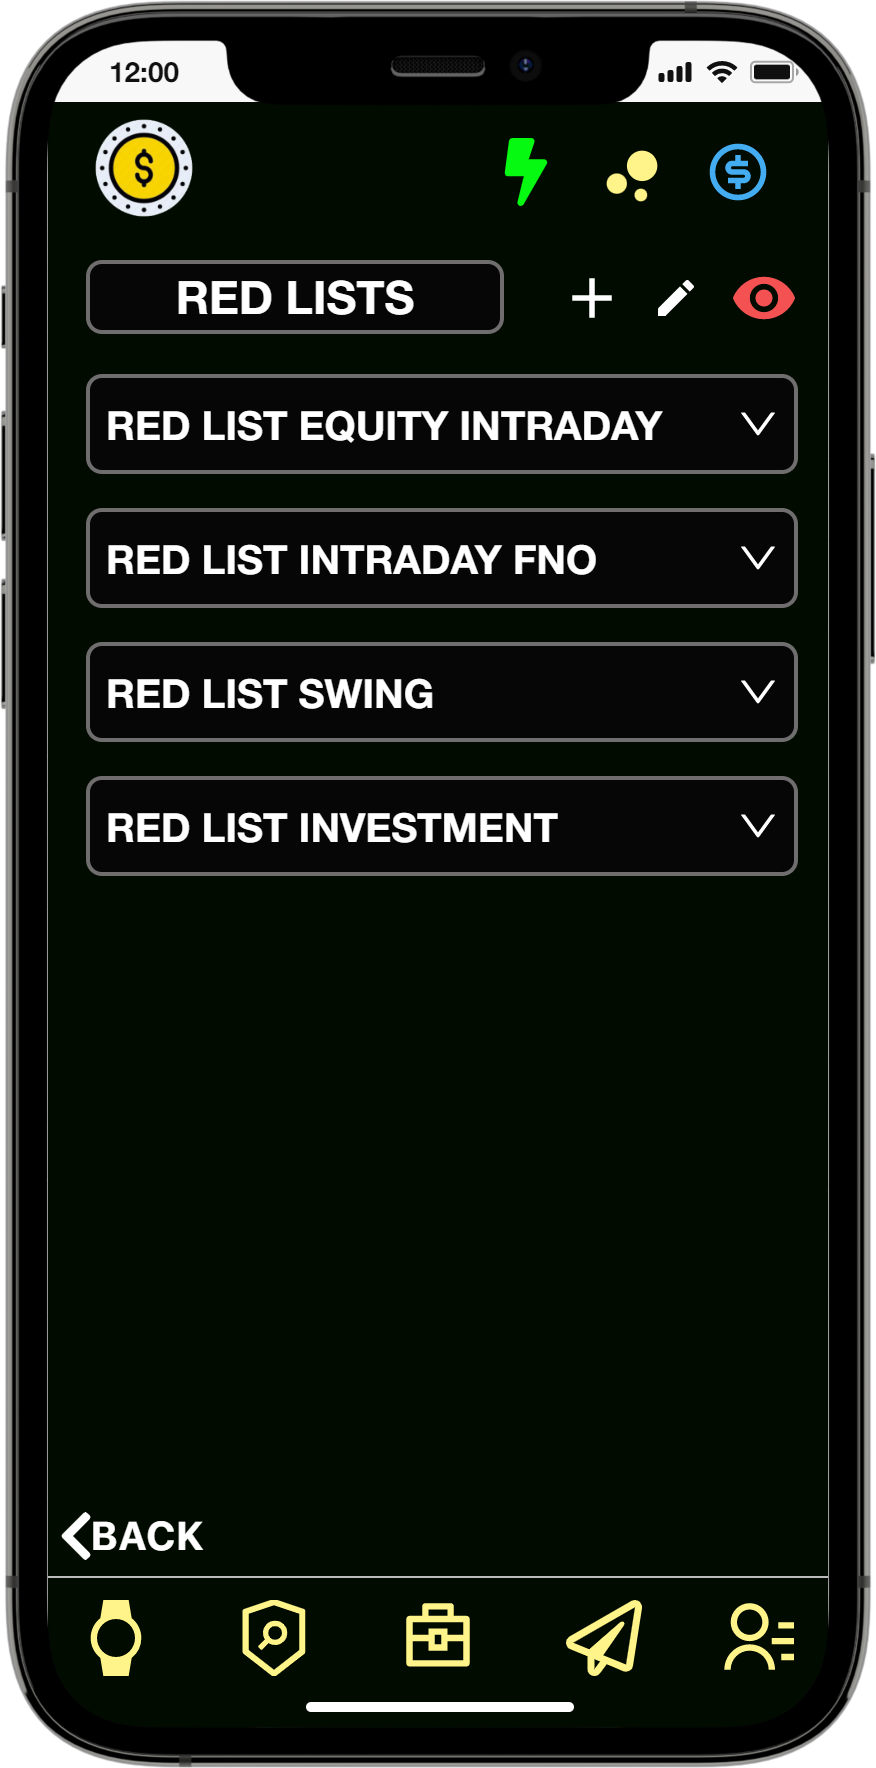 12:00
RED LISTS
RED LIST EQUITY INTRADAY
RED LIST INTRADAY FNO
RED LIST SWING
RED LIST INVESTMENT
BACK